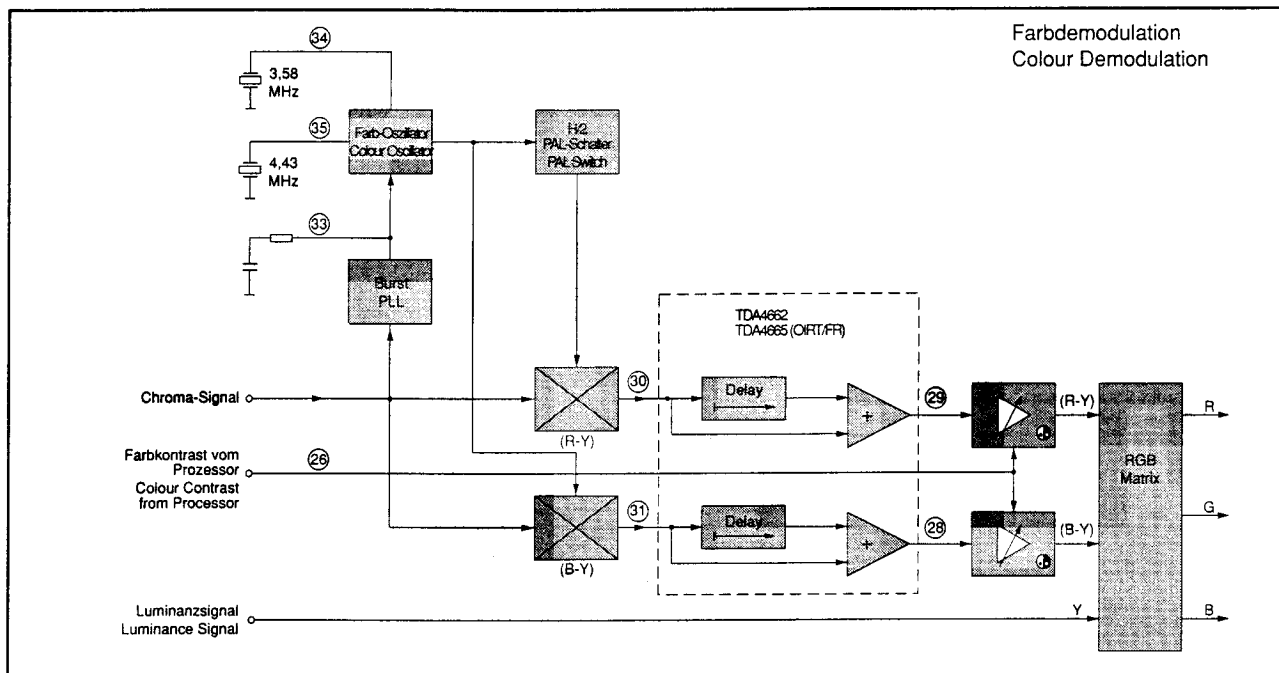 Farbdemodulation
Colour Demodulation
34
3,58
MHz
35
4,43
MHz
Farb-Oszillator
Colour Oscillator
H/2
PAL-Schalter
PAL Switch
33
Burst
PLL
TDA4662
TDA4665 (OIRT/FR)
Chroma-Signal
30
Delay
+
29
(R-Y)
(R-Y)
R
Farbkontrast vom
Prozessor
Colour Contrast
from Processor
26
RGB
Matrix
31
Delay
+
28
(B-Y)
(B-Y)
G
Luminanzsignal
Luminance Signal
Y
B